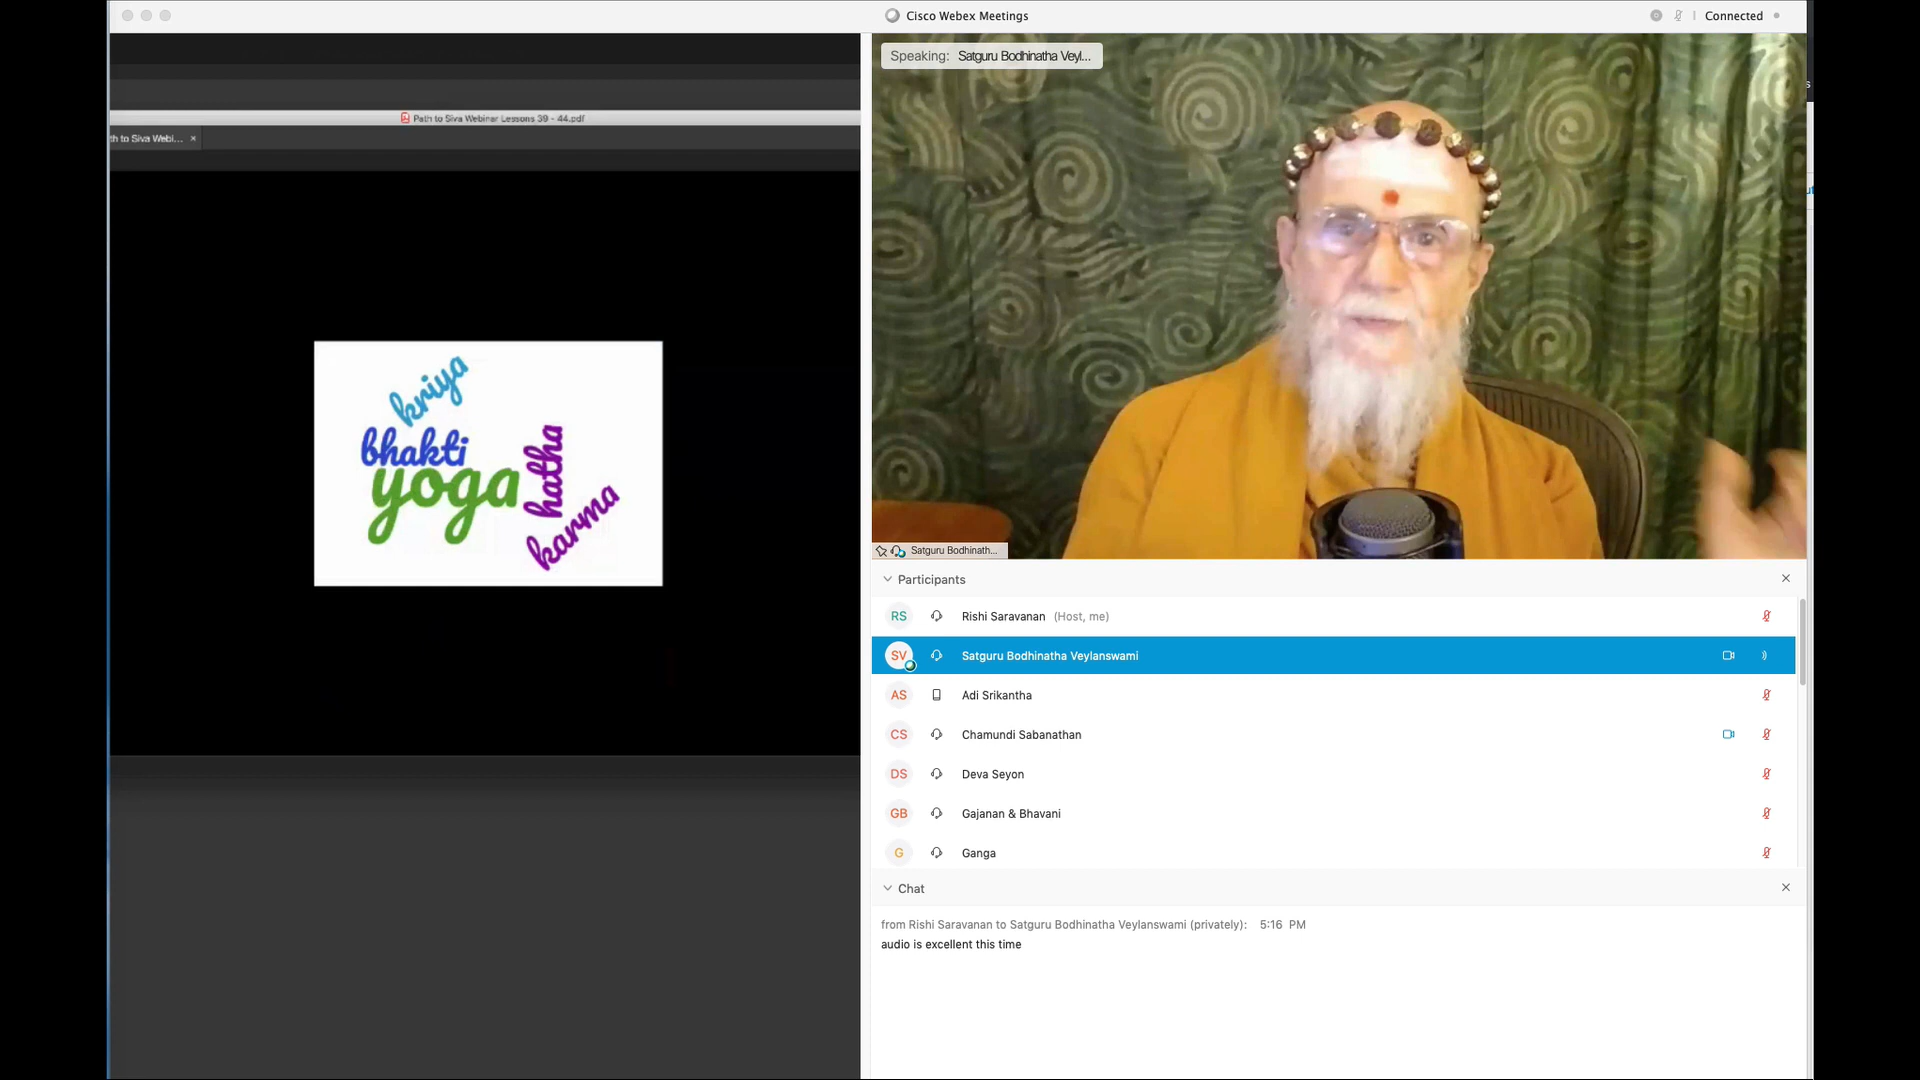 Cisco Webex Meetings
Connected
Path to Siva Webinar Lessons 39 - 44.pdf
th to Siva Webi... ×
kriya
bhakti
yoga
hatha
karma
Speaking: Satguru Bodhinatha Veyl...
Satguru Bodhinath...
Participants
RS Rishi Saravanan (Host, me)
SV Satguru Bodhinatha Veylanswami
AS Adi Srikantha
CS Chamundi Sabanathan
DS Deva Seyon
GB Gajanan & Bhavani
G Ganga
Chat
from Rishi Saravanan to Satguru Bodhinatha Veylanswami (privately): 5:16 PM
audio is excellent this time